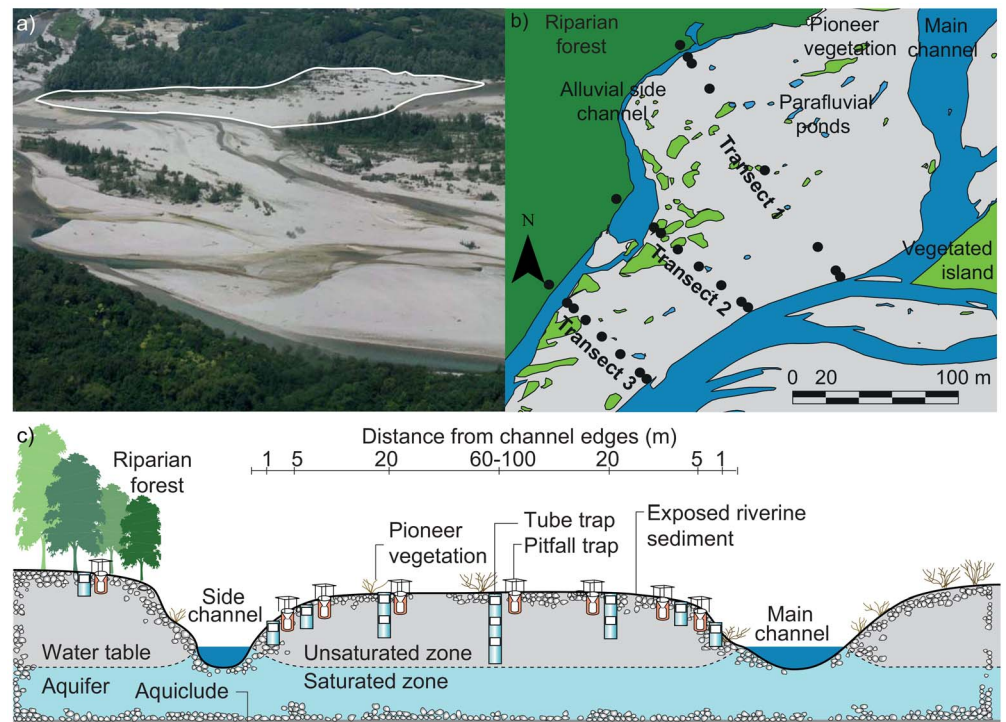 a)
b)
Riparian
forest
Pioneer
vegetation
Main
channel
Alluvial side
channel
Parafluvial
ponds
Transect 1
N
Vegetated
island
Transect 2
Transect 3
0 20 100 m
c)
Distance from channel edges (m)
1 5 20 60-100 20 5 1
Riparian
forest
Pioneer
vegetation
Tube trap
Pitfall trap
Exposed riverine
sediment
Side
channel
Main
channel
Water table
Unsaturated zone
Aquifer
Saturated zone
Aquiclude